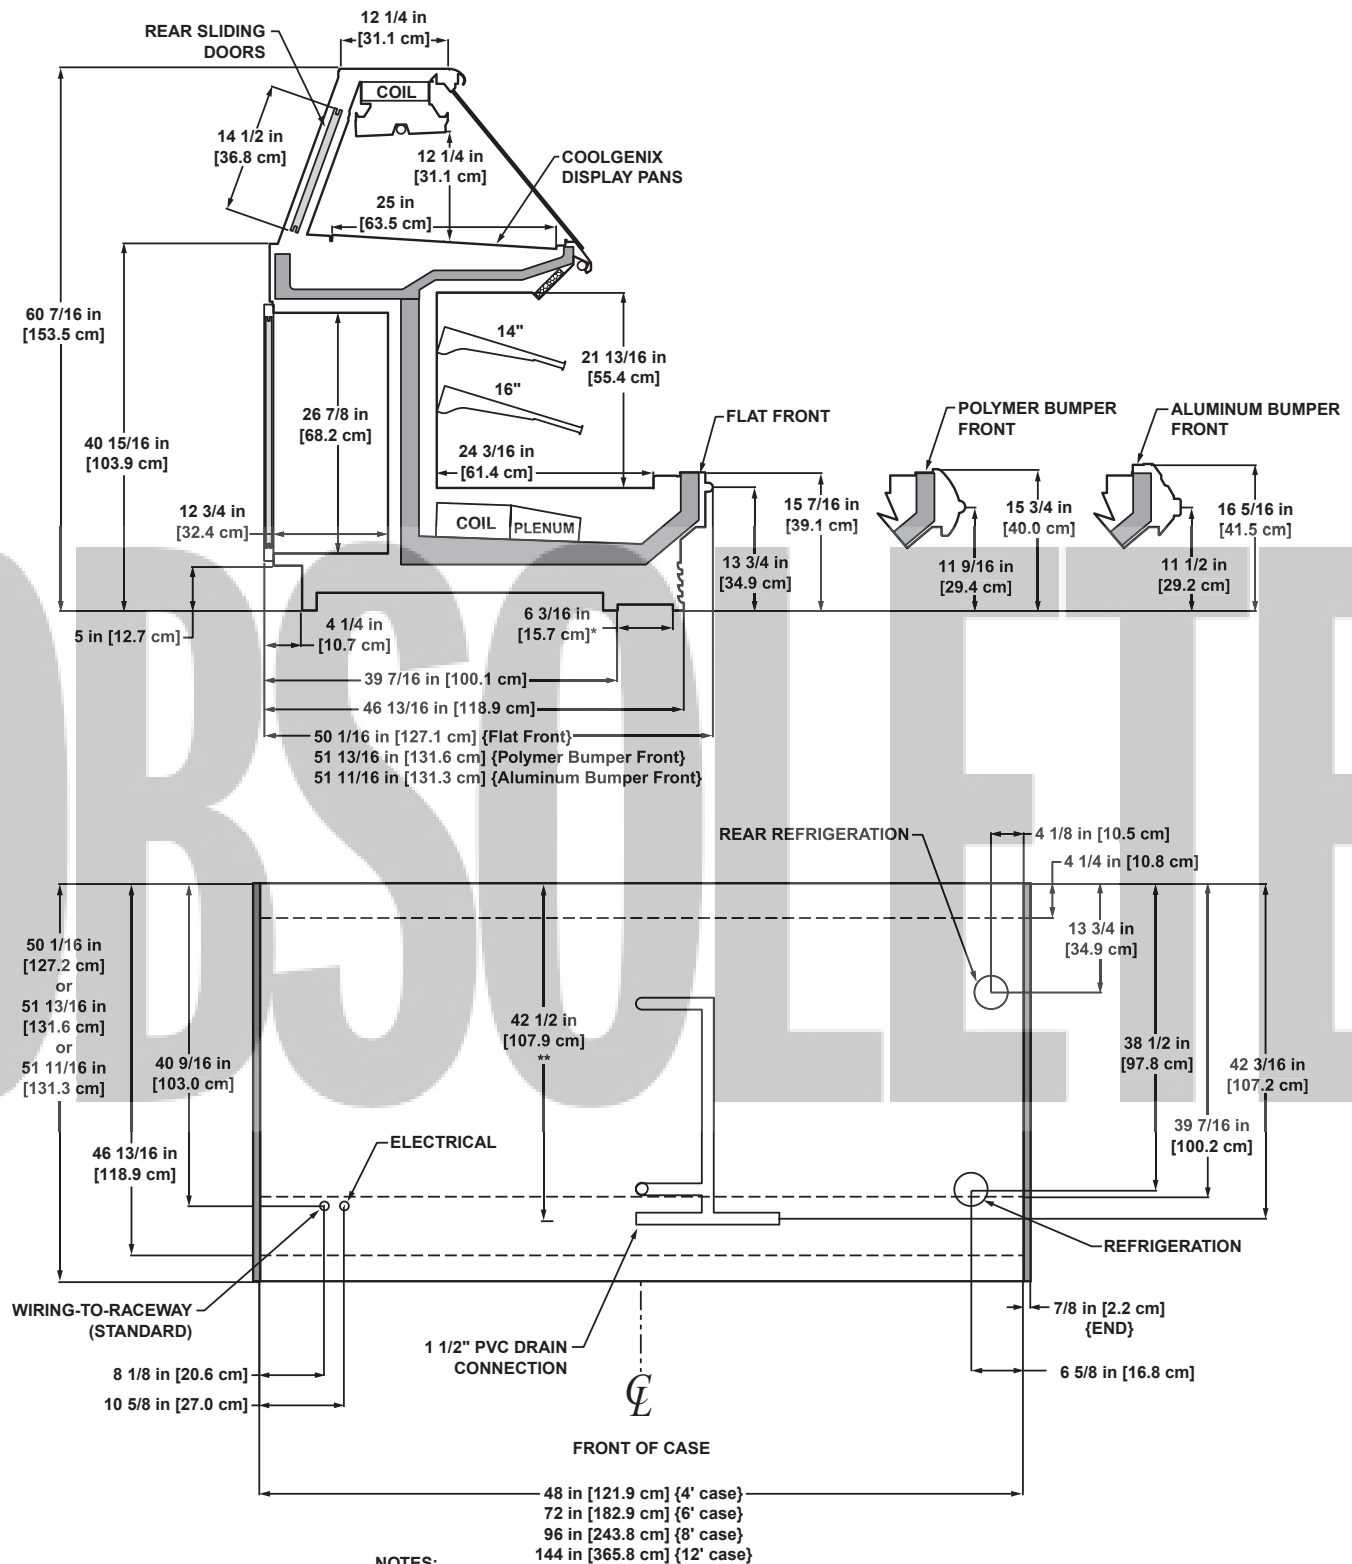 12 1/4 in
[31.1 cm]
REAR SLIDING
DOORS
COIL
14 1/2 in
[36.8 cm]
12 1/4 in
[31.1 cm]
COOLGENIX
DISPLAY PANS
25 in
[63.5 cm]
60 7/16 in
[153.5 cm]
14"
21 13/16 in
[55.4 cm]
16"
26 7/8 in
[68.2 cm]
FLAT FRONT
POLYMER BUMPER
FRONT
ALUMINUM BUMPER
FRONT
40 15/16 in
[103.9 cm]
24 3/16 in
[61.4 cm]
12 3/4 in
[32.4 cm]
COIL
PLENUM
15 7/16 in
[39.1 cm]
15 3/4 in
[40.0 cm]
16 5/16 in
[41.5 cm]
13 3/4 in
[34.9 cm]
11 9/16 in
[29.4 cm]
11 1/2 in
[29.2 cm]
5 in [12.7 cm]
4 1/4 in
[10.7 cm]
6 3/16 in
[15.7 cm]*
39 7/16 in [100.1 cm]
46 13/16 in [118.9 cm]
50 1/16 in [127.1 cm] {Flat Front}
51 13/16 in [131.6 cm] {Polymer Bumper Front}
51 11/16 in [131.3 cm] {Aluminum Bumper Front}
OBSOLETE
REAR REFRIGERATION
4 1/8 in [10.5 cm]
4 1/4 in [10.8 cm]
13 3/4 in
[34.9 cm]
50 1/16 in
[127.2 cm]
or
51 13/16 in
[131.6 cm]
or
51 11/16 in
[131.3 cm]
40 9/16 in
[103.0 cm]
42 1/2 in
[107.9 cm]
**
38 1/2 in
[97.8 cm]
42 3/16 in
[107.2 cm]
39 7/16 in
[100.2 cm]
46 13/16 in
[118.9 cm]
ELECTRICAL
REFRIGERATION
WIRING-TO-RACEWAY
(STANDARD)
1 1/2" PVC DRAIN
CONNECTION
7/8 in [2.2 cm]
{END}
8 1/8 in [20.6 cm]
6 5/8 in [16.8 cm]
10 5/8 in [27.0 cm]
CL
FRONT OF CASE
48 in [121.9 cm] {4' case}
72 in [182.9 cm] {6' case}
96 in [243.8 cm] {8' case}
144 in [365.8 cm] {12' case}
NOTES: